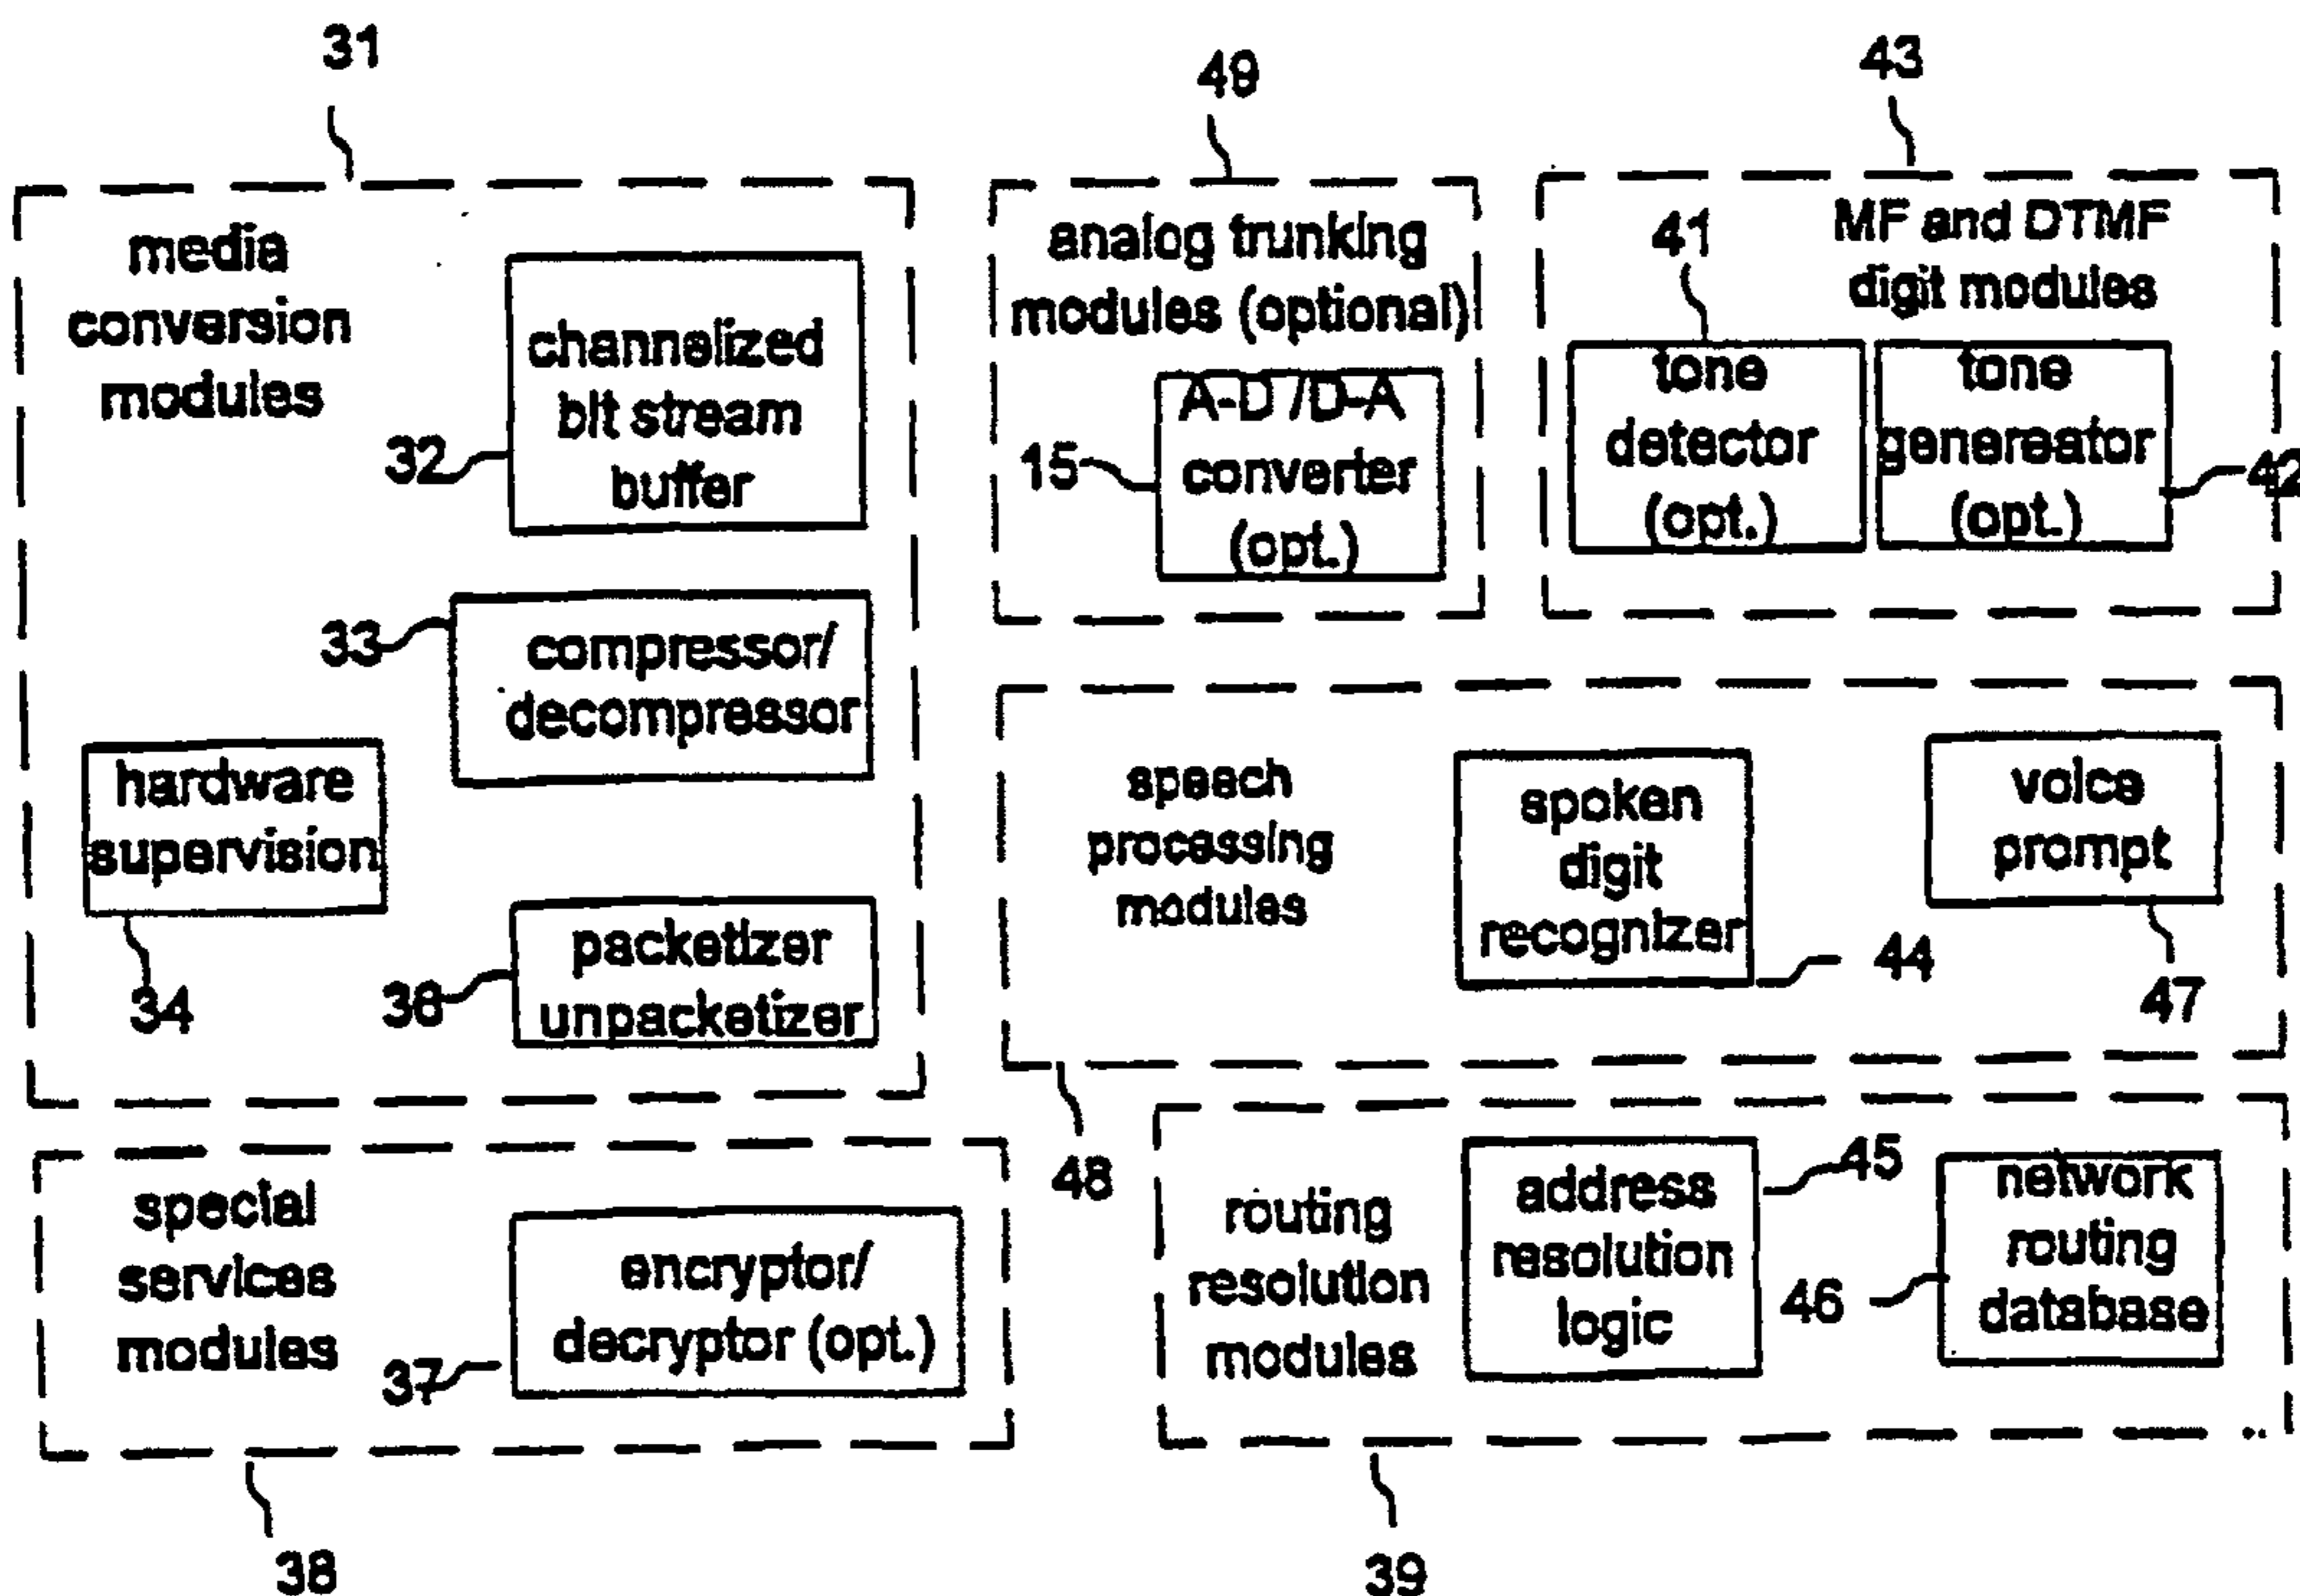 31
49
43
media
conversion
modules
channelized
bit stream
buffer
32
33
compressor/
decompressor
hardware
supervision
34
36
packetizer
unpacketizer
analog trunking
modules (optional)
15
A-D /D-A
converter
(opt.)
MF and DTMF
digit modules
41
tone
detector
(opt.)
tone
genereator
(opt.)
42
speech
processing
modules
spoken
digit
recognizer
44
voice
prompt
47
48
special
services
modules
encryptor/
decryptor (opt.)
37
38
routing
resolution
modules
address
resolution
logic
45
46
network
routing
database
39